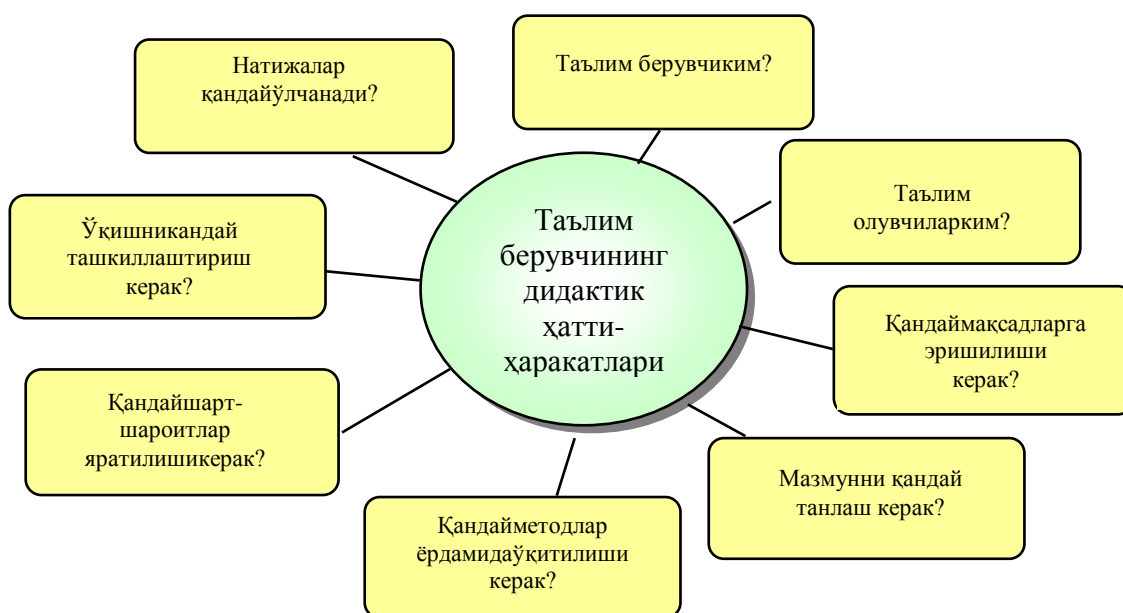 Натижалар
қандайўлчанади?
Таълим берувчиким?
Таълим
олувчиларким?
Ўқишникандай
ташкиллаштириш
керак?
Таълим
берувчининг
дидактик
ҳатти-
ҳаракатлари
Қандаймақсадларга
эришилиши
керак?
Қандайшарт-
шароитлар
яратилишикерак?
Мазмунни қандай
танлаш керак?
Қандайметодлар
ёрдамидаўқитилиши
керак?